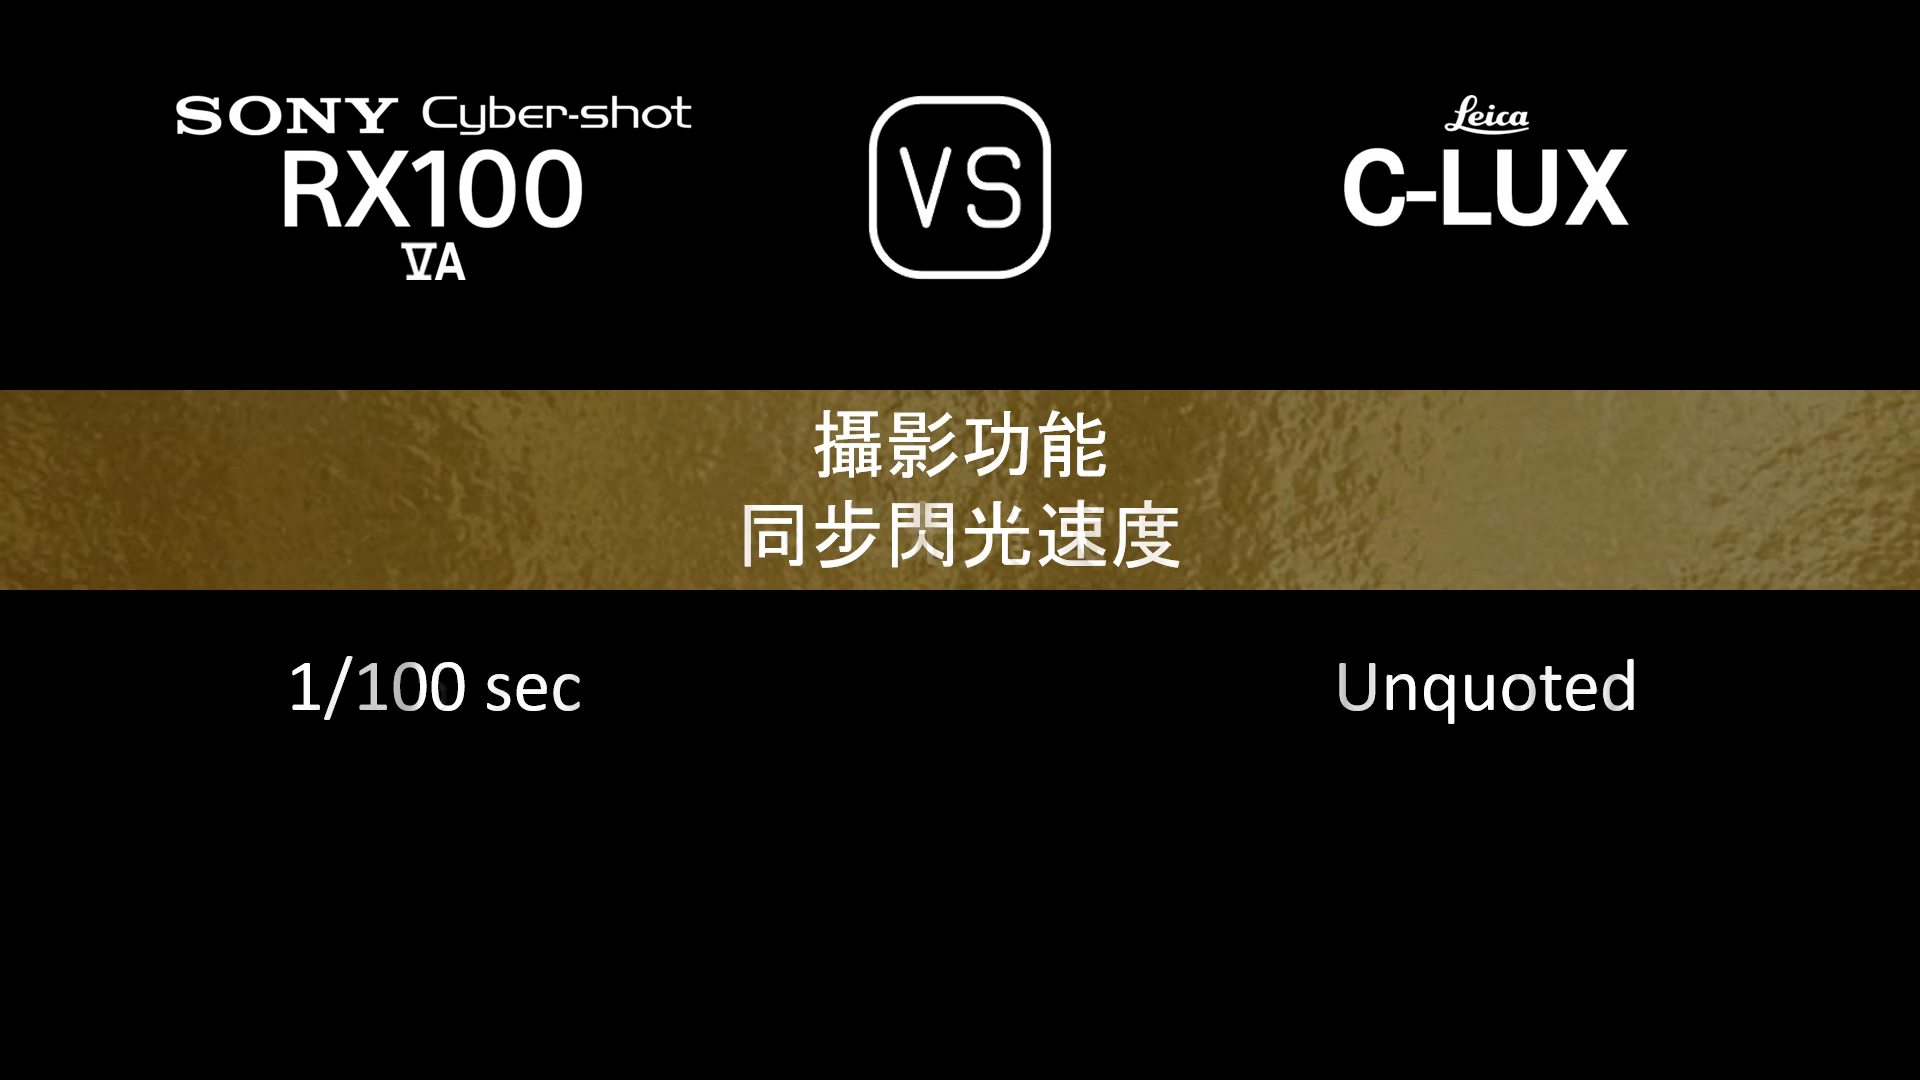 SONY Cyber-shot
RX100
VA
VS
Leica
C-LUX
攝影功能
同步閃光速度
1/100 sec
Unquoted